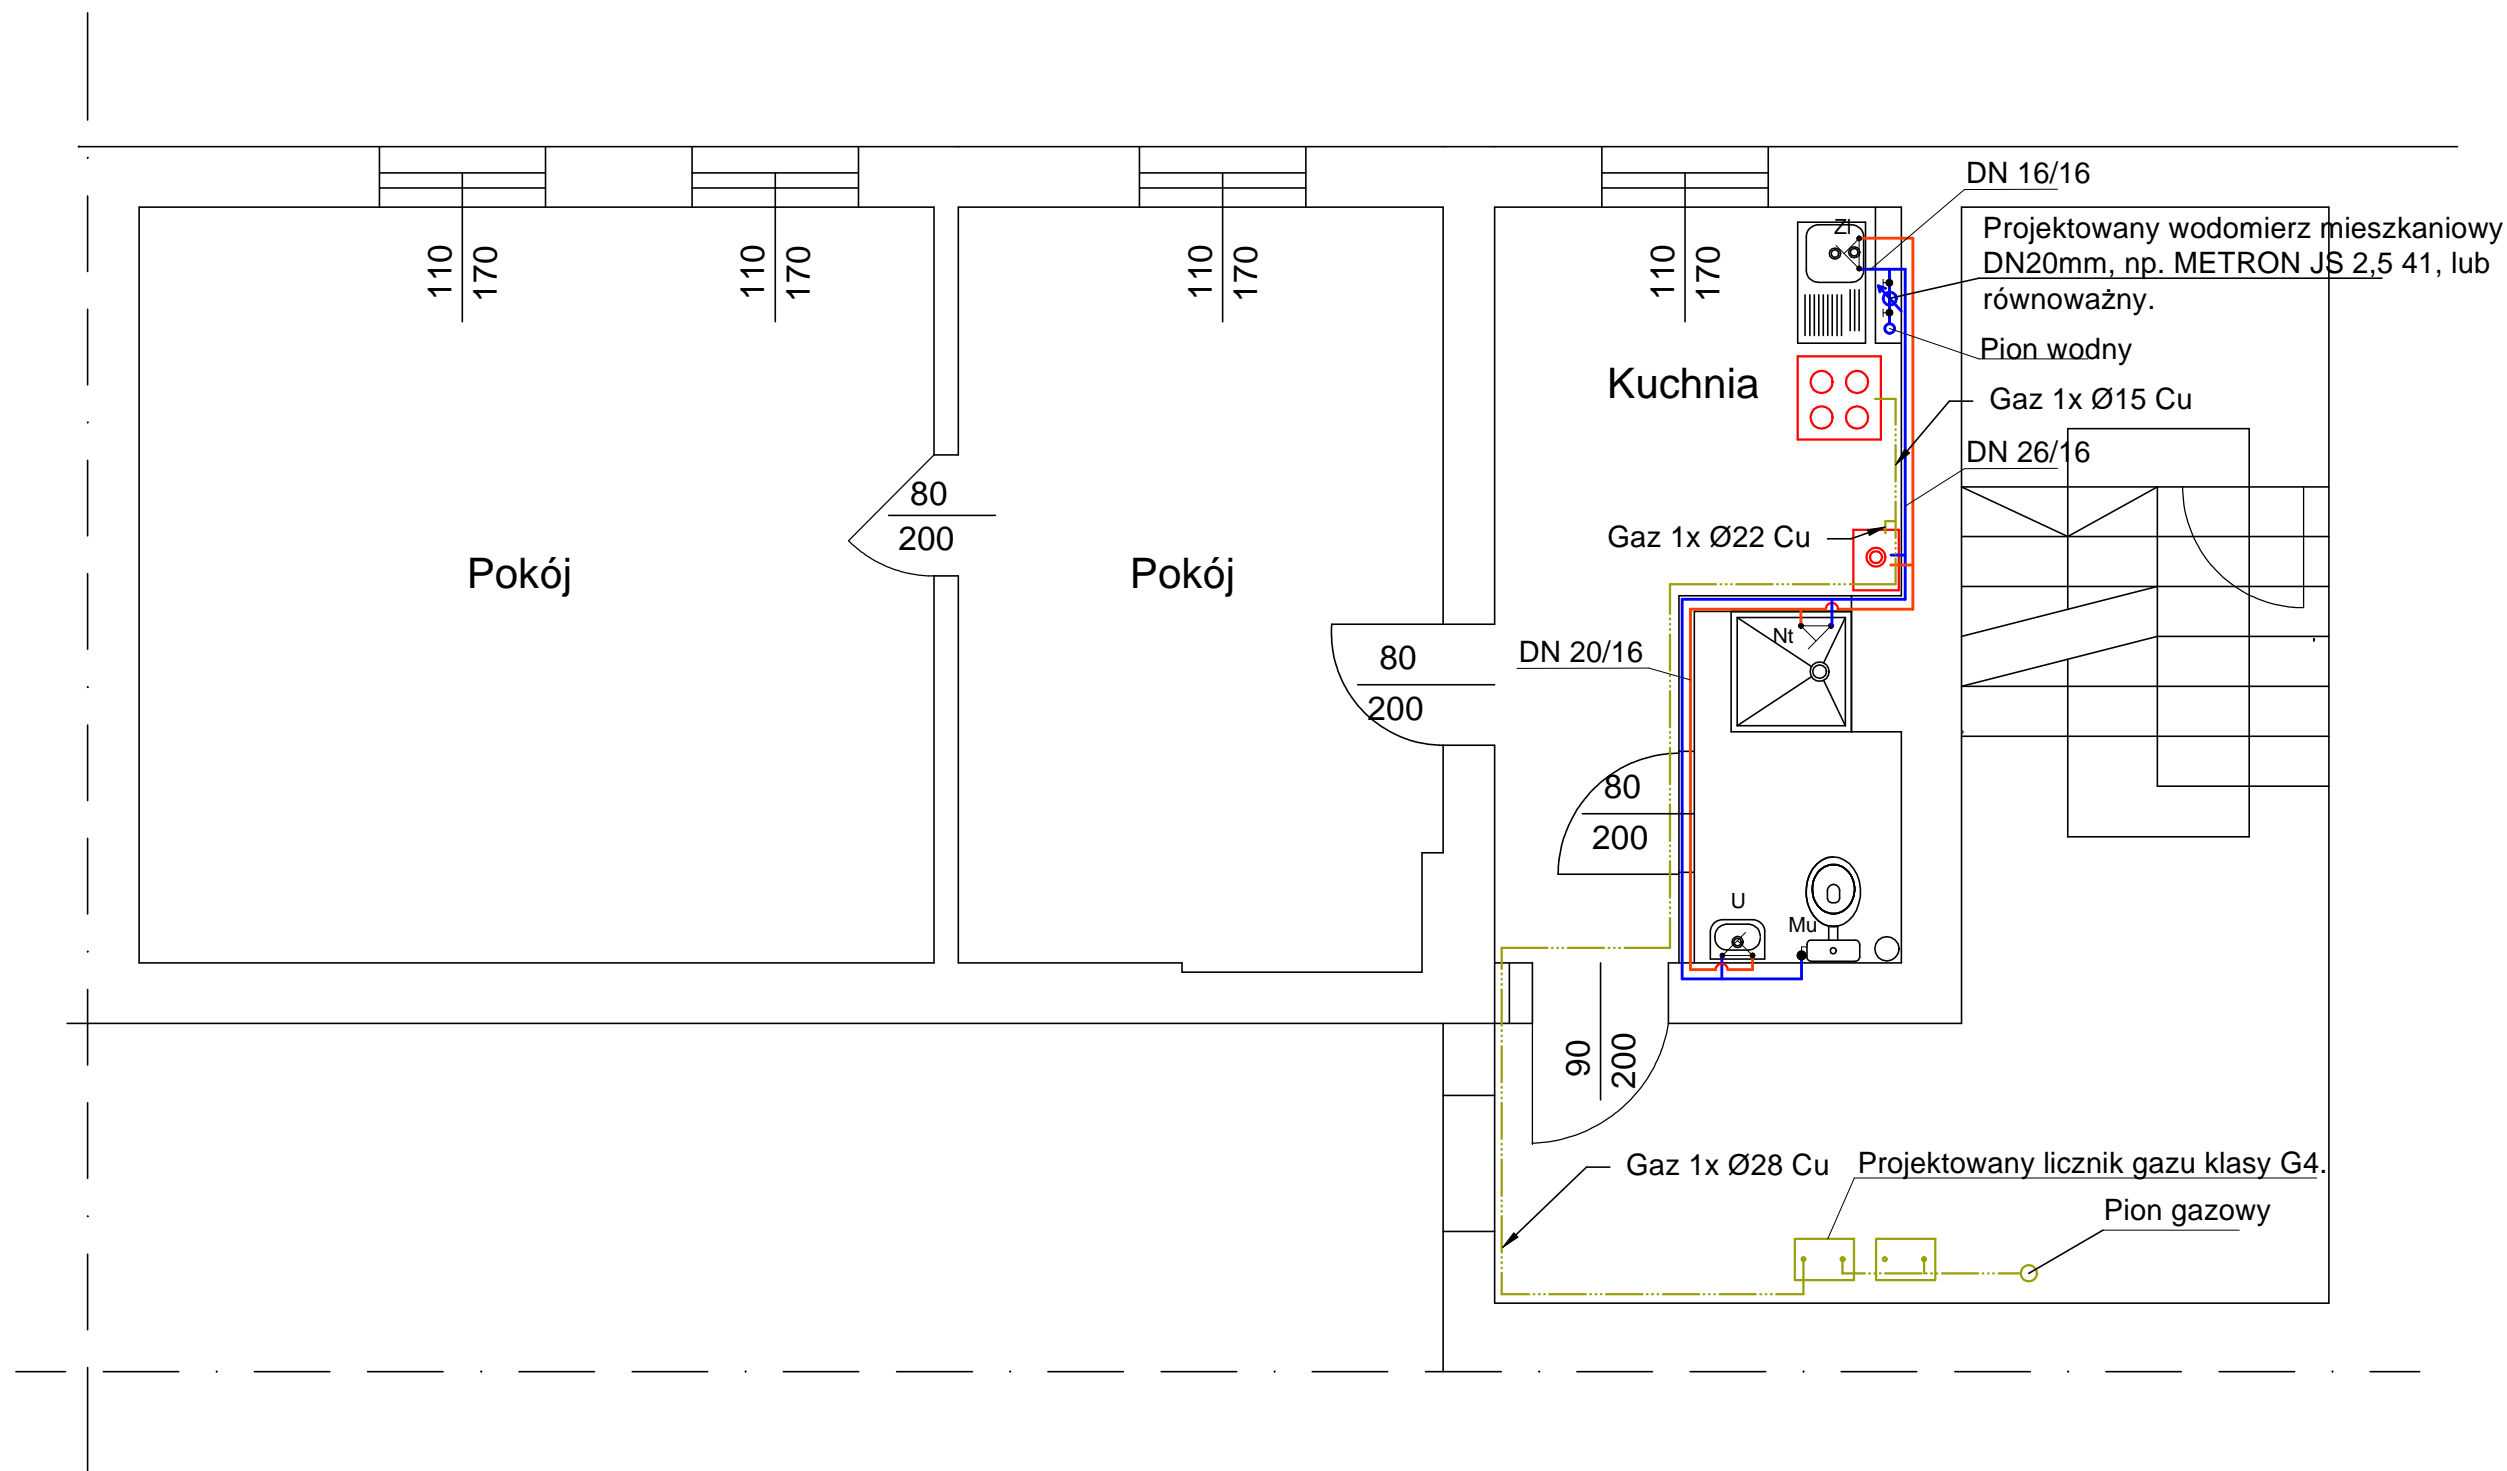 DN 16/16
Zl
Projektowany wodomierz mieszkaniowy
DN20mm, np. METRON JS 2,5 41, lub
równoważny.
110
170
110
170
110
170
110
170
Pion wodny
Kuchnia
Gaz 1x Ø15 Cu
DN 26/16
80
200
Gaz 1x Ø22 Cu
Pokój
Pokój
Nt
DN 20/16
80
200
80
200
U
Mu
90
200
Gaz 1x Ø28 Cu
Projektowany licznik gazu klasy G4.
Pion gazowy